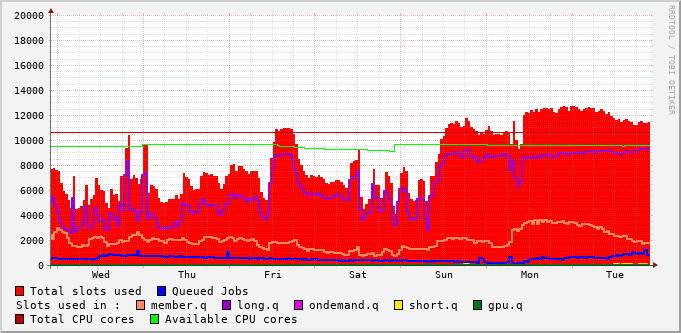 RRDTOOL / TOBI OETIKER
20000
18000
16000
14000
12000
10000
8000
6000
4000
2000
0
Wed Thu Fri Sat Sun Mon Tue
Total slots used Queued Jobs
Slots used in : member.q long.q ondemand.q short.q gpu.q
Total CPU cores Available CPU cores